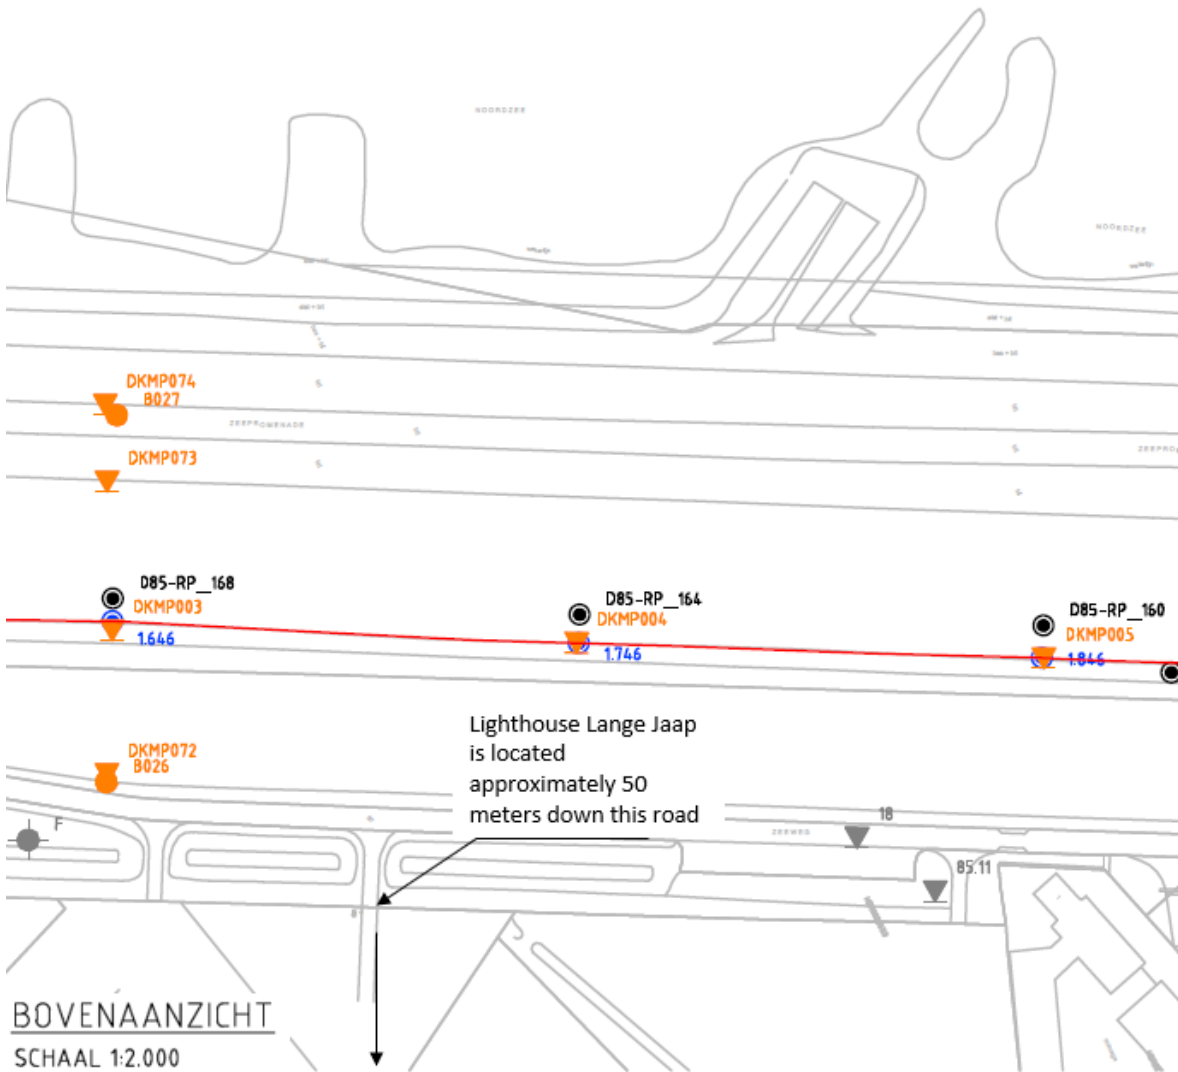 NOORDZEE
NOORDZEE
DKMP074
B027
ZEEPROMENADE
ZEEPRO
DKMP073
D85-RP__168
DKMP003
1.646
D85-RP__164
DKMP004
1.746
D85-RP__160
DKMP005
1.846
Lighthouse Lange Jaap
is located
approximately 50
meters down this road
DKMP072
B026
F
ZEEWEG
18
85.11
BOVENAANZICHT
SCHAAL 1:2.000